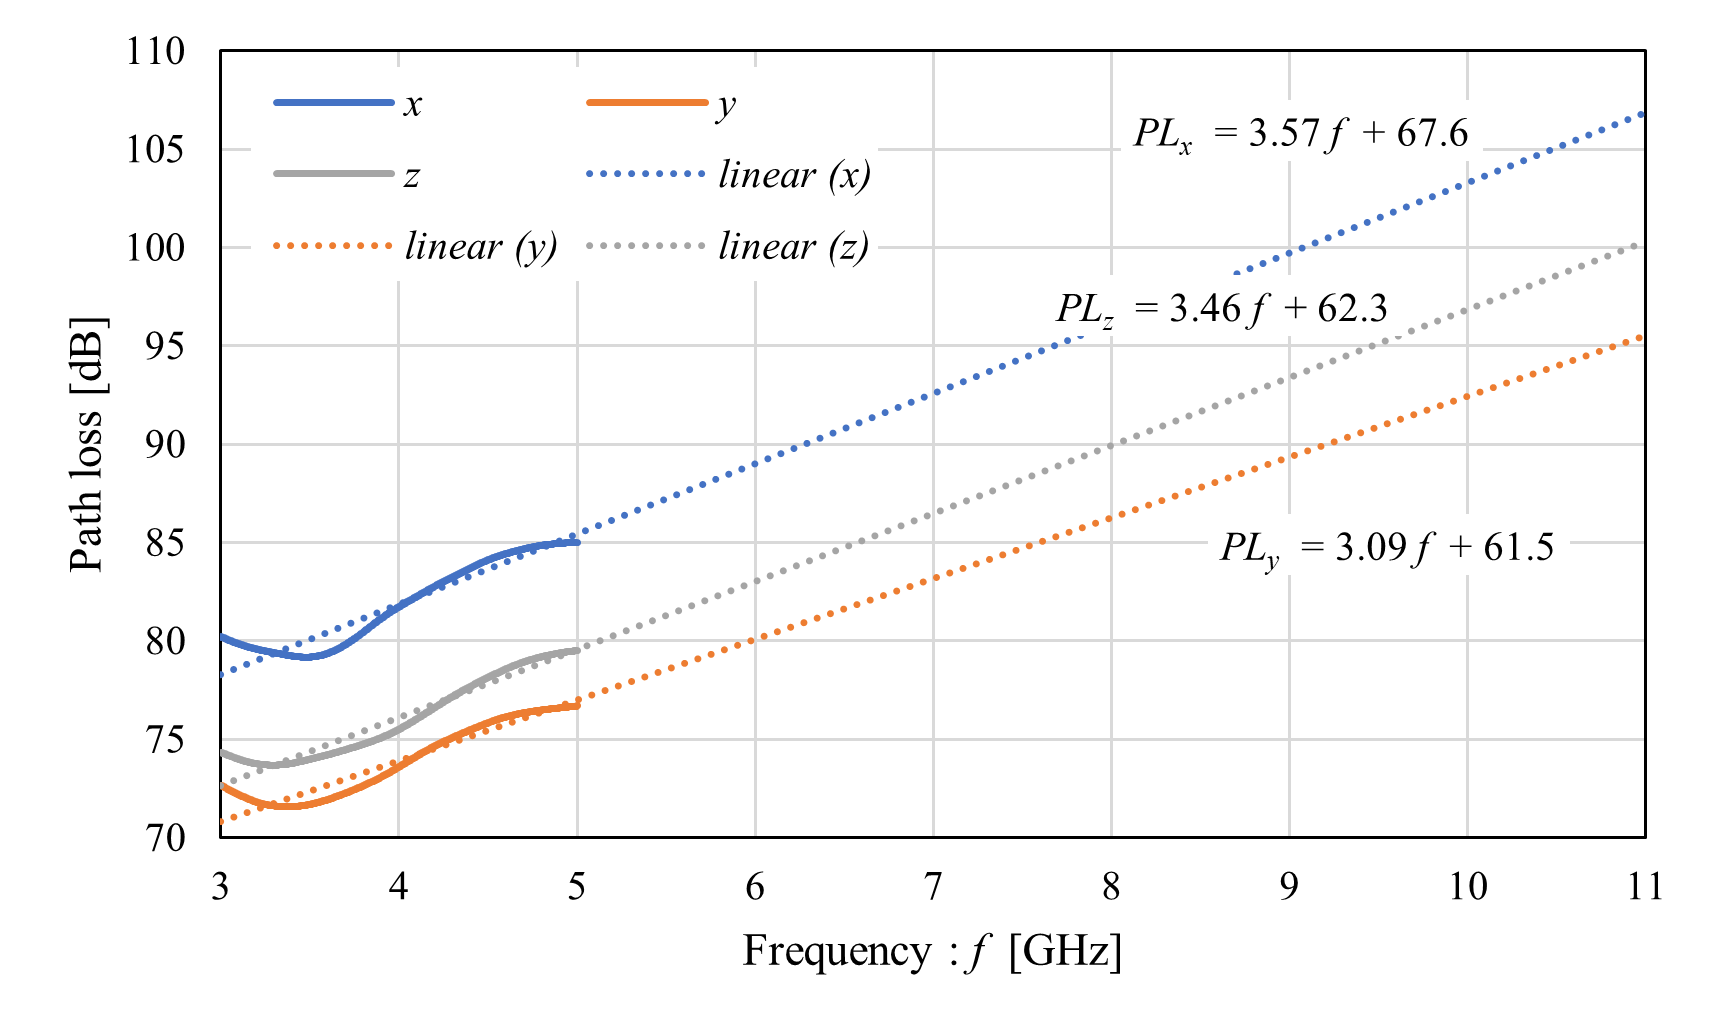 110
105
100
95
90
85
80
75
70
Path loss [dB]
x
y
z
linear (x)
linear (y)
linear (z)
PLx = 3.57 f + 67.6
PLz = 3.46 f + 62.3
PLy = 3.09 f + 61.5
3 4 5 6 7 8 9 10 11
Frequency : f [GHz]